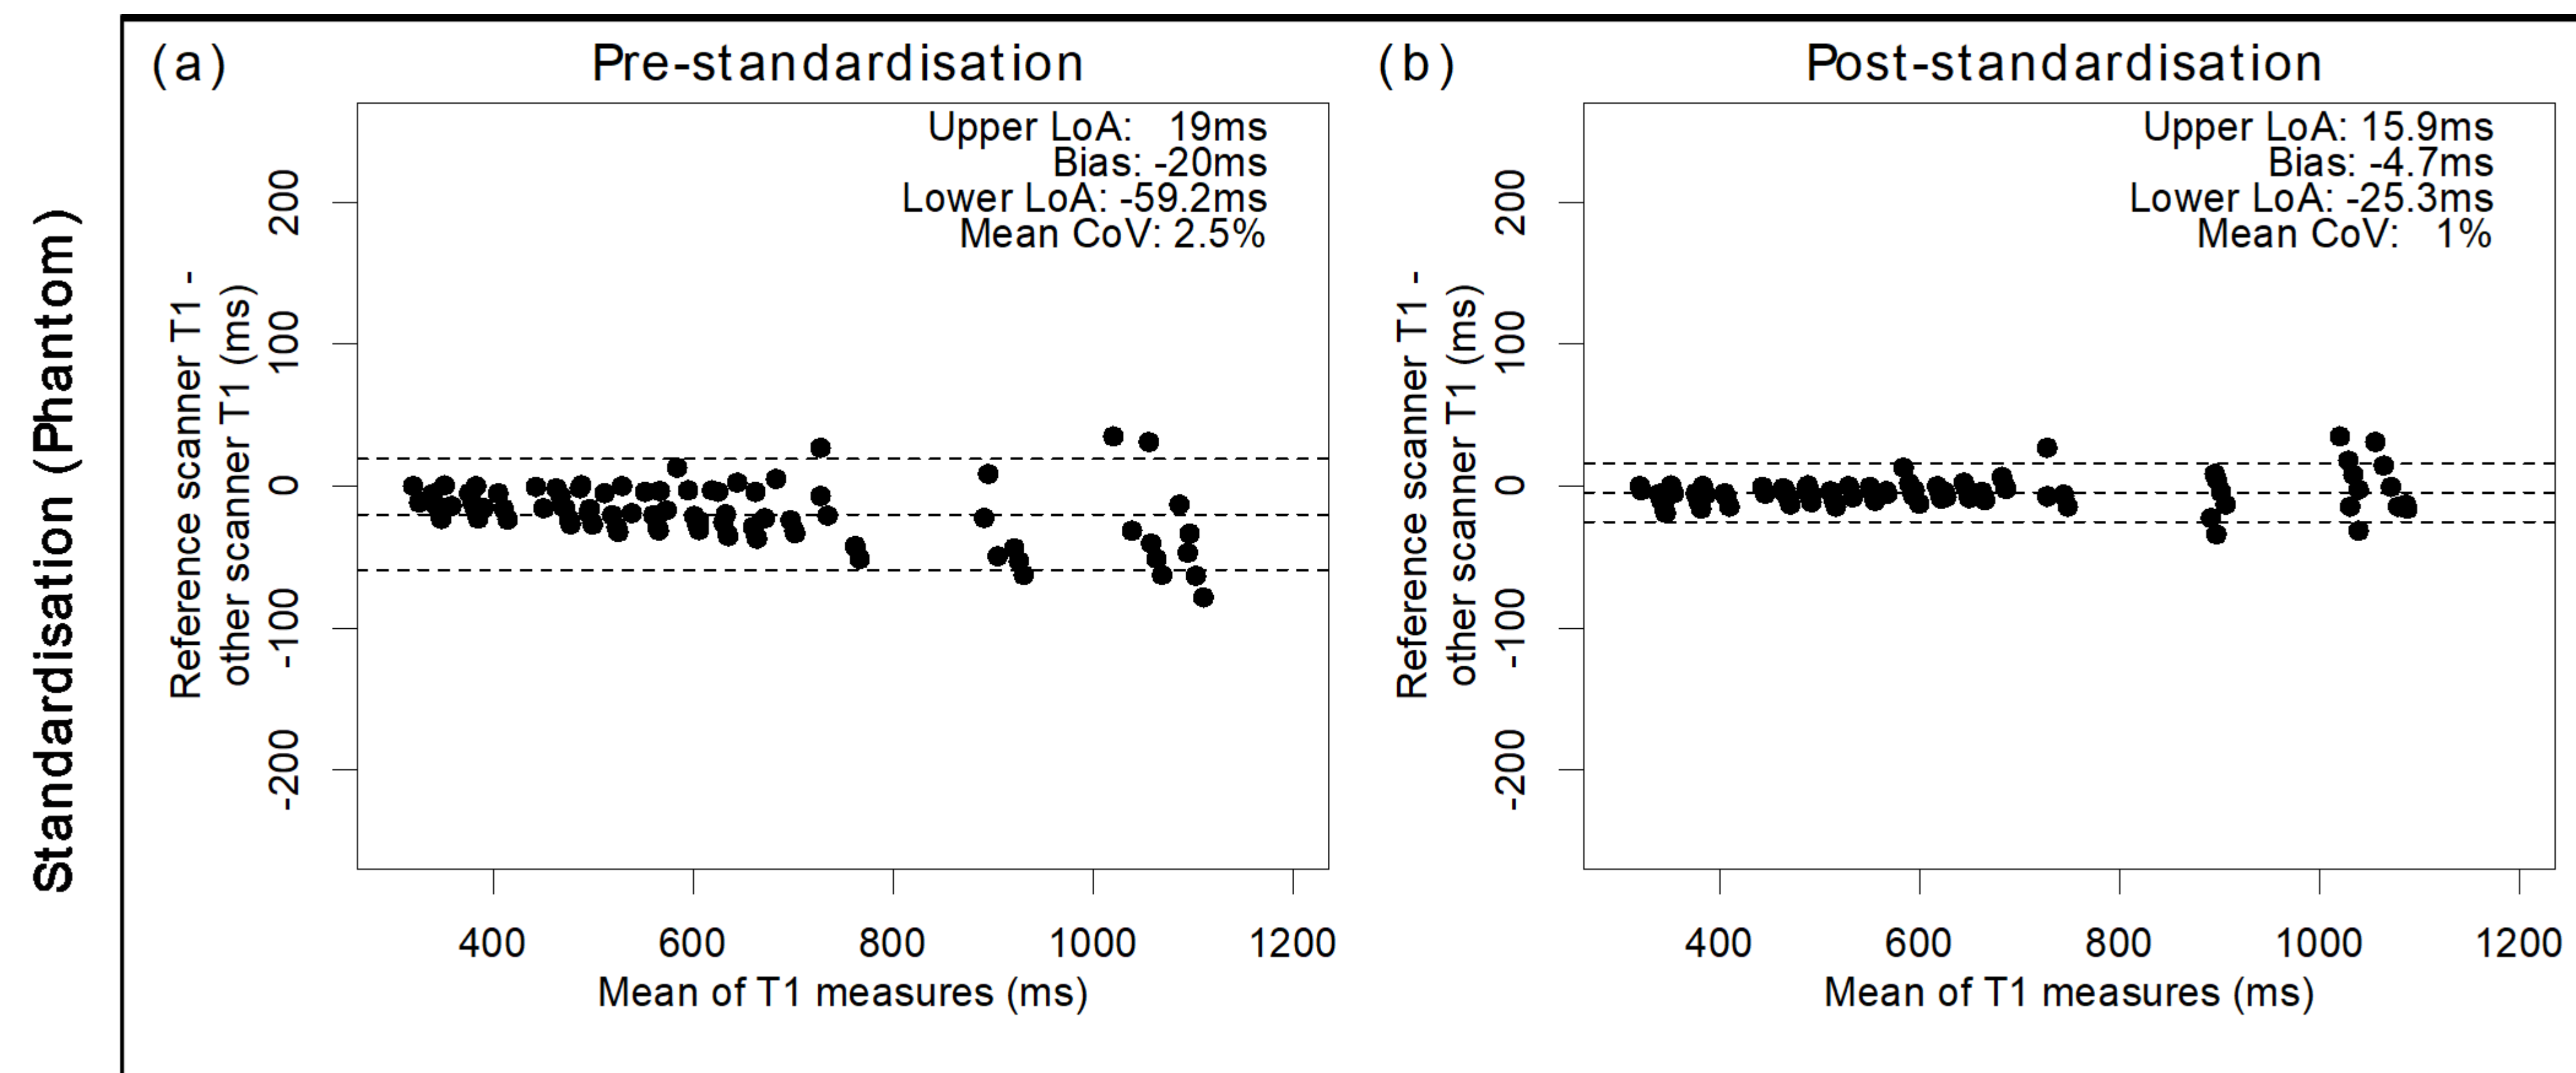 Standardisation (Phantom)
(a)
Pre-standardisation
Upper LoA: 19ms
Bias: -20ms
Lower LoA: -59.2ms
Mean CoV: 2.5%
Reference scanner T1 -
other scanner T1 (ms)
200
100
0
-100
-200
400 600 800 1000 1200
Mean of T1 measures (ms)
(b)
Post-standardisation
Upper LoA: 15.9ms
Bias: -4.7ms
Lower LoA: -25.3ms
Mean CoV: 1%
Reference scanner T1 -
other scanner T1 (ms)
200
100
0
-100
-200
400 600 800 1000 1200
Mean of T1 measures (ms)